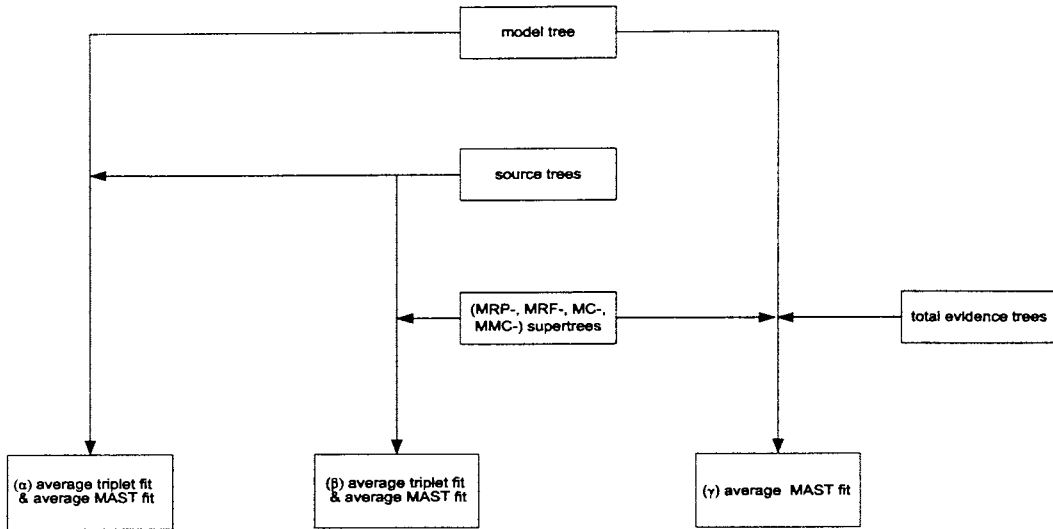 model tree
source trees
(MRP-, MRF-, MC-,
MMC-) supertrees
total evidence trees
(α) average triplet fit
& average MAST fit
(β) average triplet fit
& average MAST fit
(γ) average MAST fit